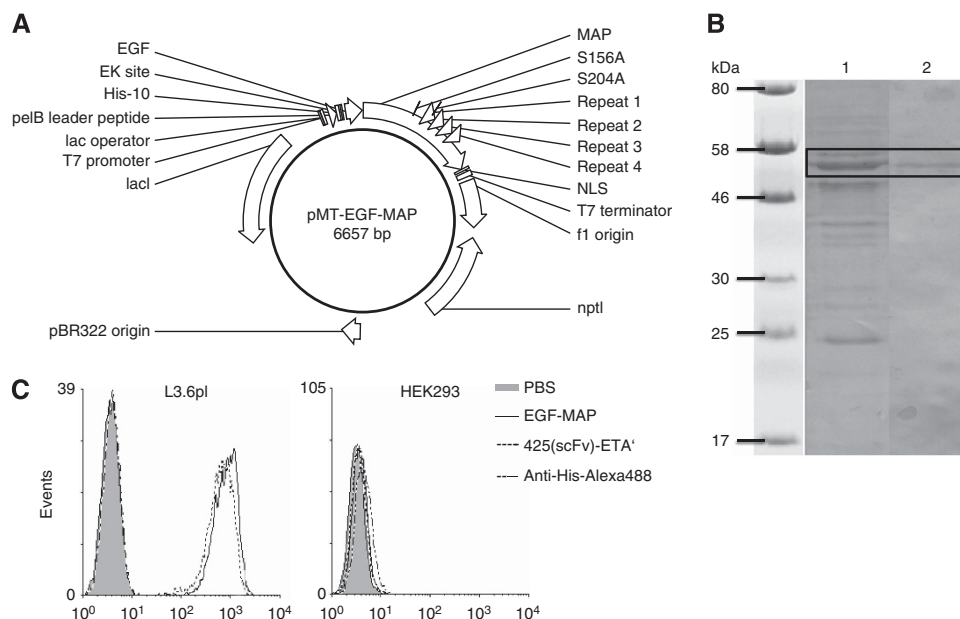 A
EGF
EK site
His-10
pelB leader peptide
lac operator
T7 promoter
lacI
MAP
S156A
S204A
Repeat 1
Repeat 2
Repeat 3
Repeat 4
NLS
T7 terminator
f1 origin
nptI
pBR322 origin
pMT-EGF-MAP
6657 bp
B
kDa
1 2
80
58
46
30
25
17
C
39
L3.6pl
Events
0
10⁰ 10¹ 10² 10³ 10⁴
105
HEK293
0
10⁰ 10¹ 10² 10³ 10⁴
PBS
EGF-MAP
425(scFv)-ETA‘
Anti-His-Alexa488